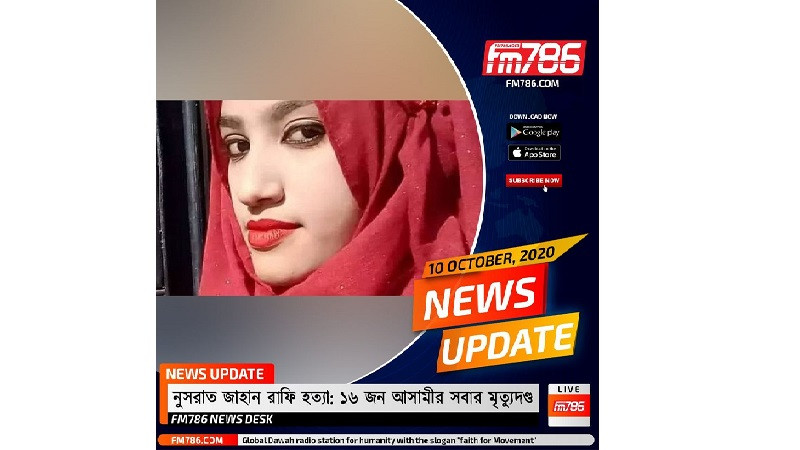 fm786
FM786.COM
DOWNLOAD NOW
Google play
App Store
SUBSCRIBE NOW
10 OCTOBER, 2020
NEWS
UPDATE
NEWS UPDATE
নুসরাত জাহান রাফি হত্যা: ১৬ জন আসামীর সবার মৃত্যুদণ্ড
FM786 NEWS DESK
LIVE
fm786
FM786.COM
Global Dawah radio station for humanity with the slogan "faith for Movement"